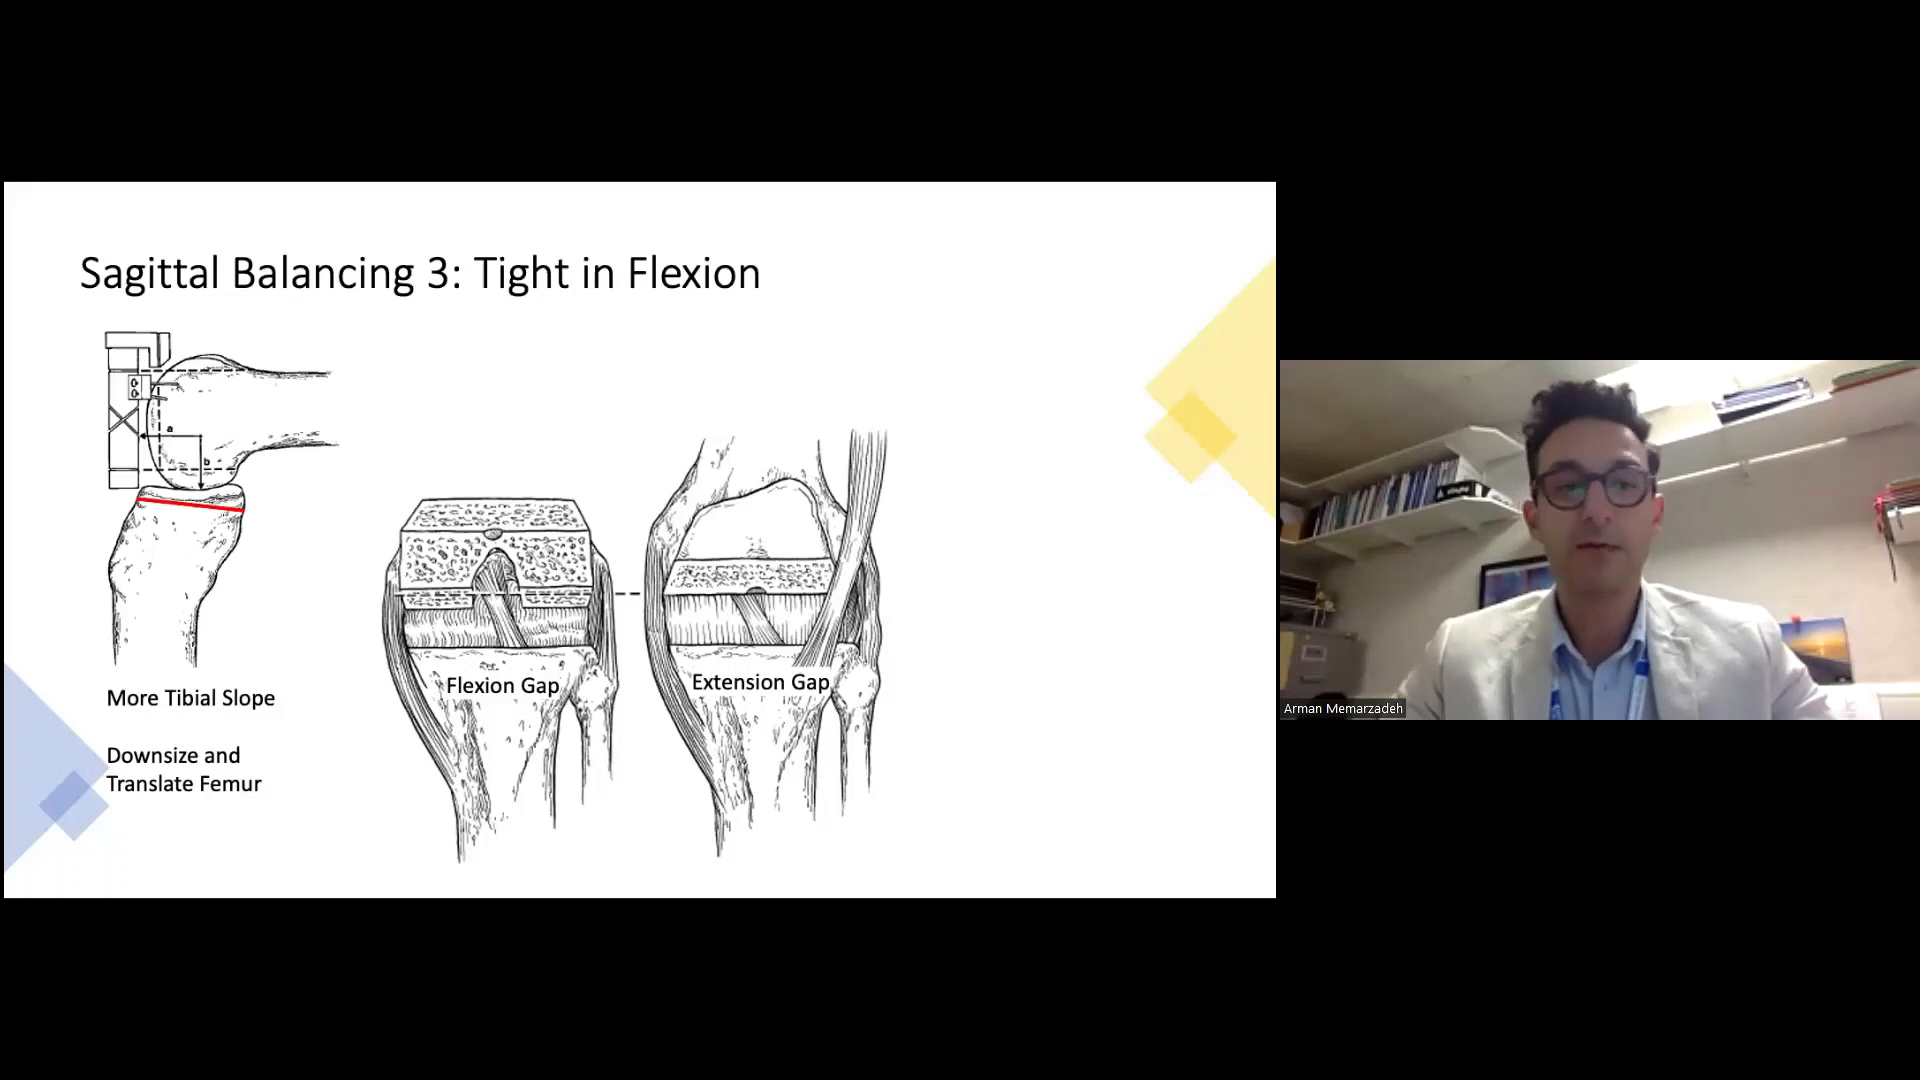 Sagittal Balancing 3: Tight in Flexion
a
b
Flexion Gap
Extension Gap
More Tibial Slope
Downsize and
Translate Femur
Arman Memarzadeh